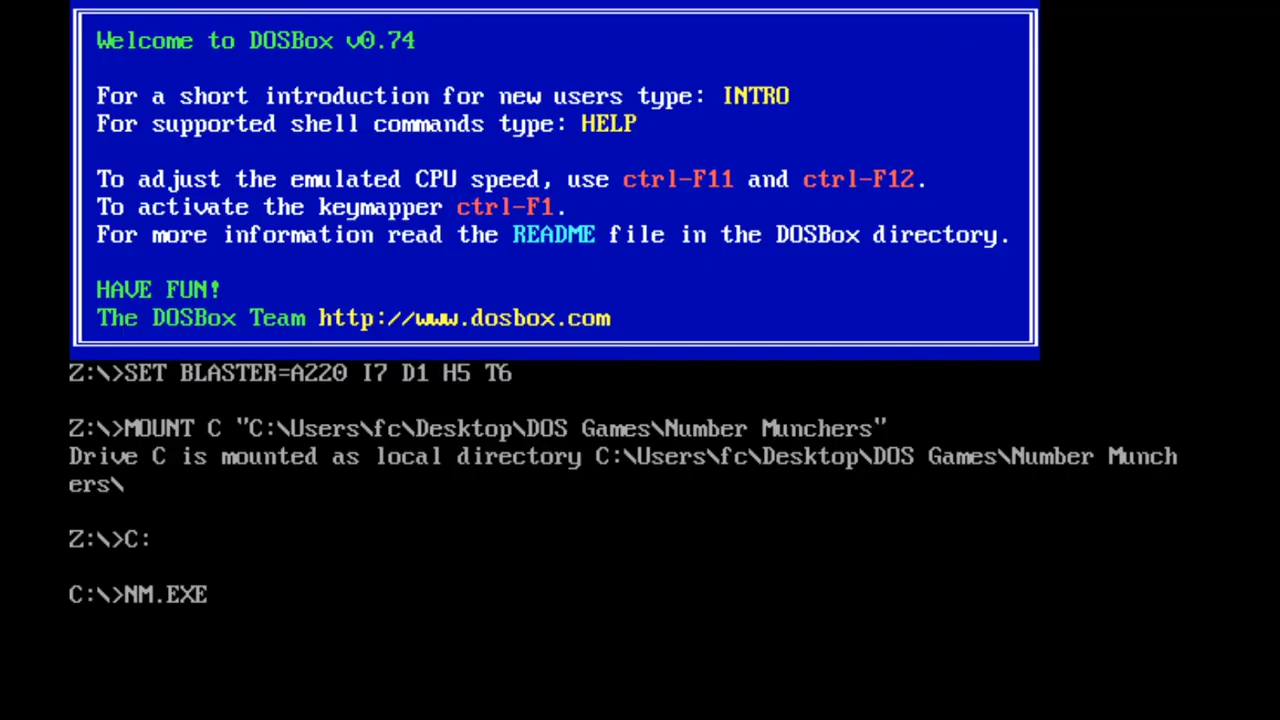 Welcome to DOSBox v0.74
For a short introduction for new users type: INTRO
For supported shell commands type: HELP
To adjust the emulated CPU speed, use ctrl-F11 and ctrl-F12.
To activate the keymapper ctrl-F1.
For more information read the README file in the DOSBox directory.
HAVE FUN!
The DOSBox Team http://www.dosbox.com
Z:\>SET BLASTER=A220 I7 D1 H5 T6
Z:\>MOUNT C "C:\Users\fc\Desktop\DOS Games\Number Munchers"
Drive C is mounted as local directory C:\Users\fc\Desktop\DOS Games\Number Munch
ers\
Z:\>C:
C:\>NM.EXE